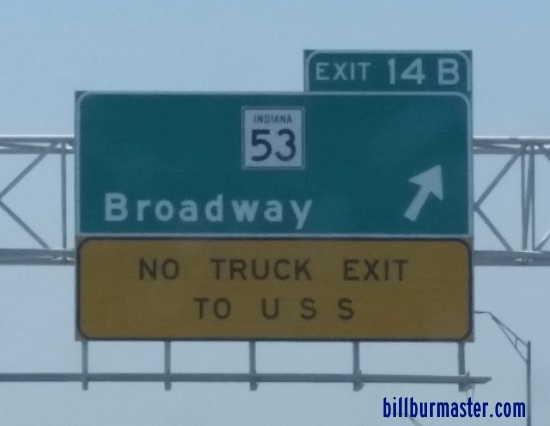 EXIT 14 B
INDIANA
53
Broadway
NO TRUCK EXIT
TO U S S
billburmaster.com